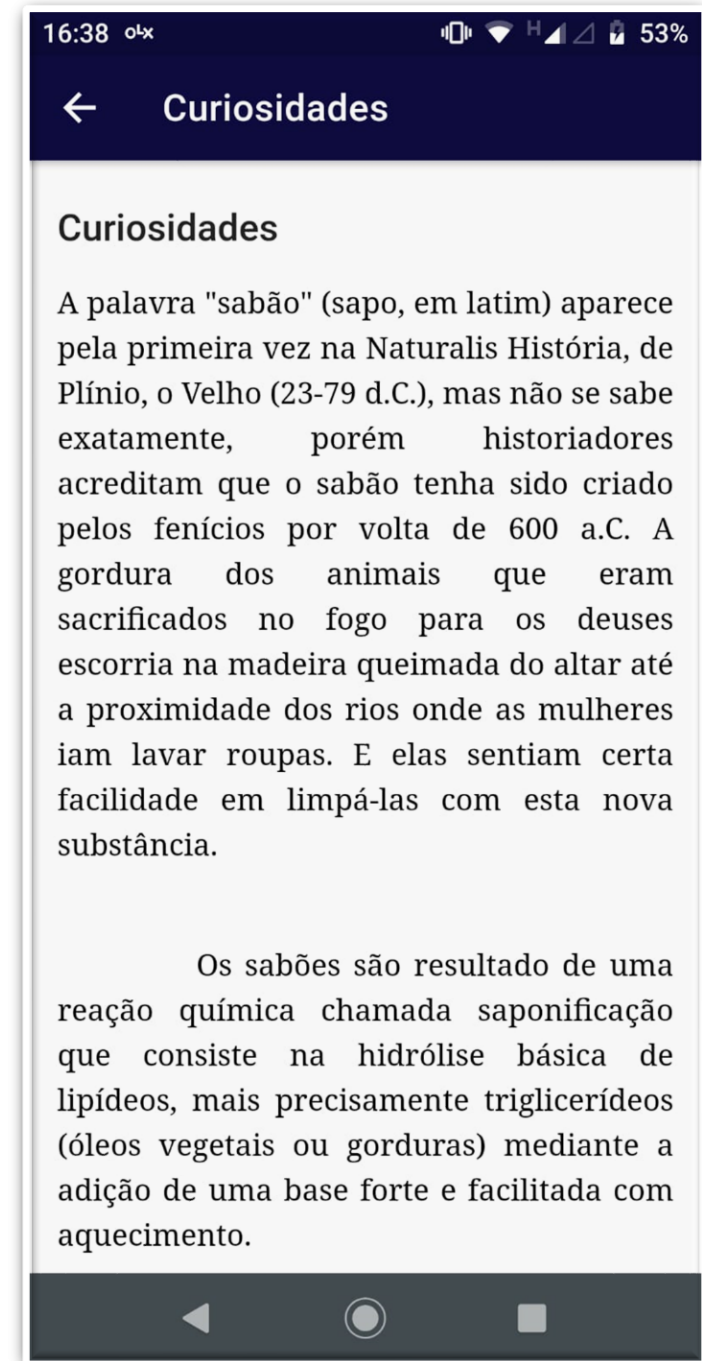 16:38 OLX H 53%
Curiosidades
Curiosidades
A palavra "sabão" (sapo, em latim) aparece
pela primeira vez na Naturalis História, de
Plínio, o Velho (23-79 d.C.), mas não se sabe
exatamente, porém historiadores
acreditam que o sabão tenha sido criado
pelos fenícios por volta de 600 a.C. A
gordura dos animais que eram
sacrificados no fogo para os deuses
escorria na madeira queimada do altar até
a proximidade dos rios onde as mulheres
iam lavar roupas. E elas sentiam certa
facilidade em limpá-las com esta nova
substância.
Os sabões são resultado de uma
reação química chamada saponificação
que consiste na hidrólise básica de
lipídeos, mais precisamente triglicerídeos
(óleos vegetais ou gorduras) mediante a
adição de uma base forte e facilitada com
aquecimento.